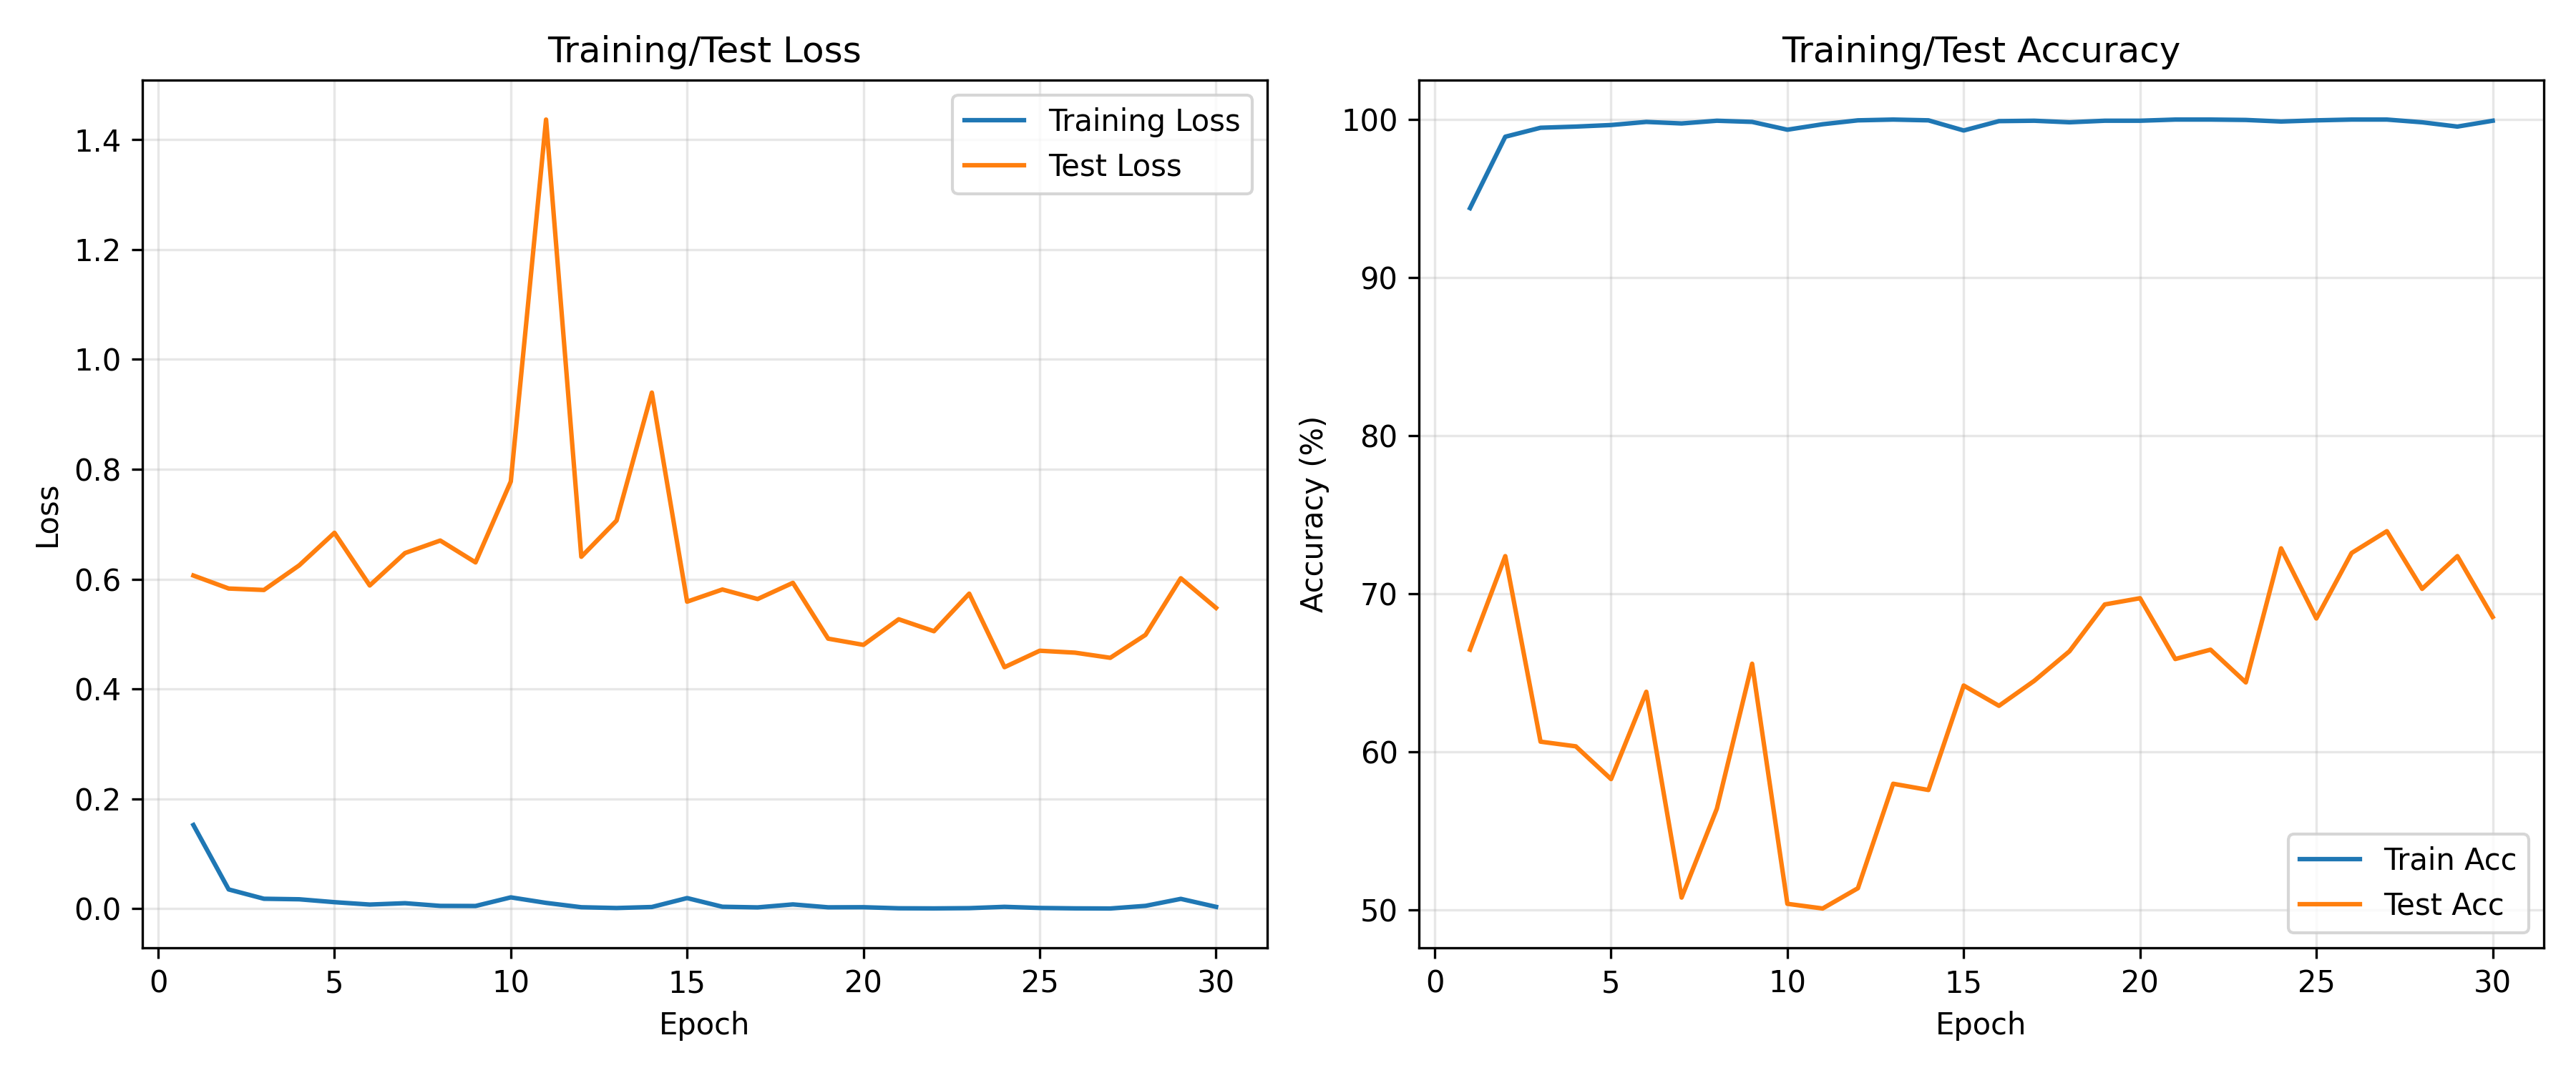 Training/Test Loss
Loss
1.4
1.2
1.0
0.8
0.6
0.4
0.2
0.0
0 5 10 15 20 25 30
Epoch
Training Loss
Test Loss
Training/Test Accuracy
Accuracy (%)
100
90
80
70
60
50
0 5 10 15 20 25 30
Epoch
Train Acc
Test Acc